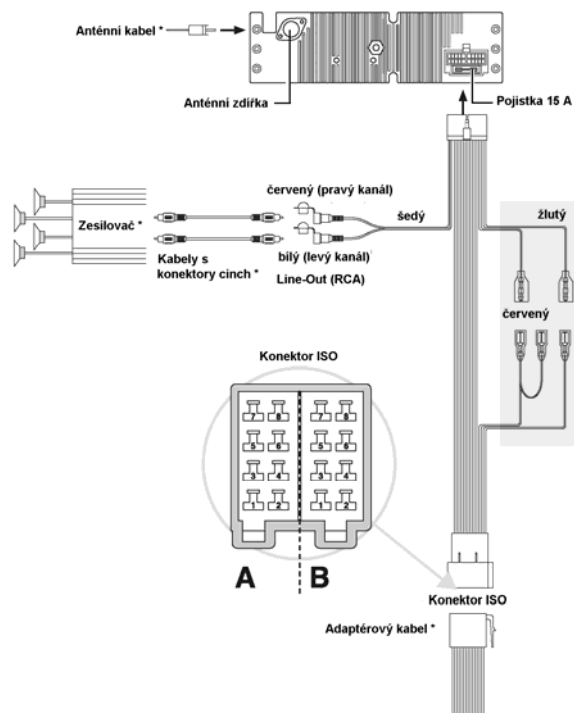 Anténní kabel *
Anténní zdířka
Pojistka 15 A
červený (pravý kanál)
šedý
žlutý
Zesilovač *
Kabely s
konektory cinch *
bílý (levý kanál)
Line-Out (RCA)
červený
Konektor ISO
7 8 7 8
5 6 5 6
3 4 3 4
1 2 1 2
A B
Konektor ISO
Adaptérový kabel *